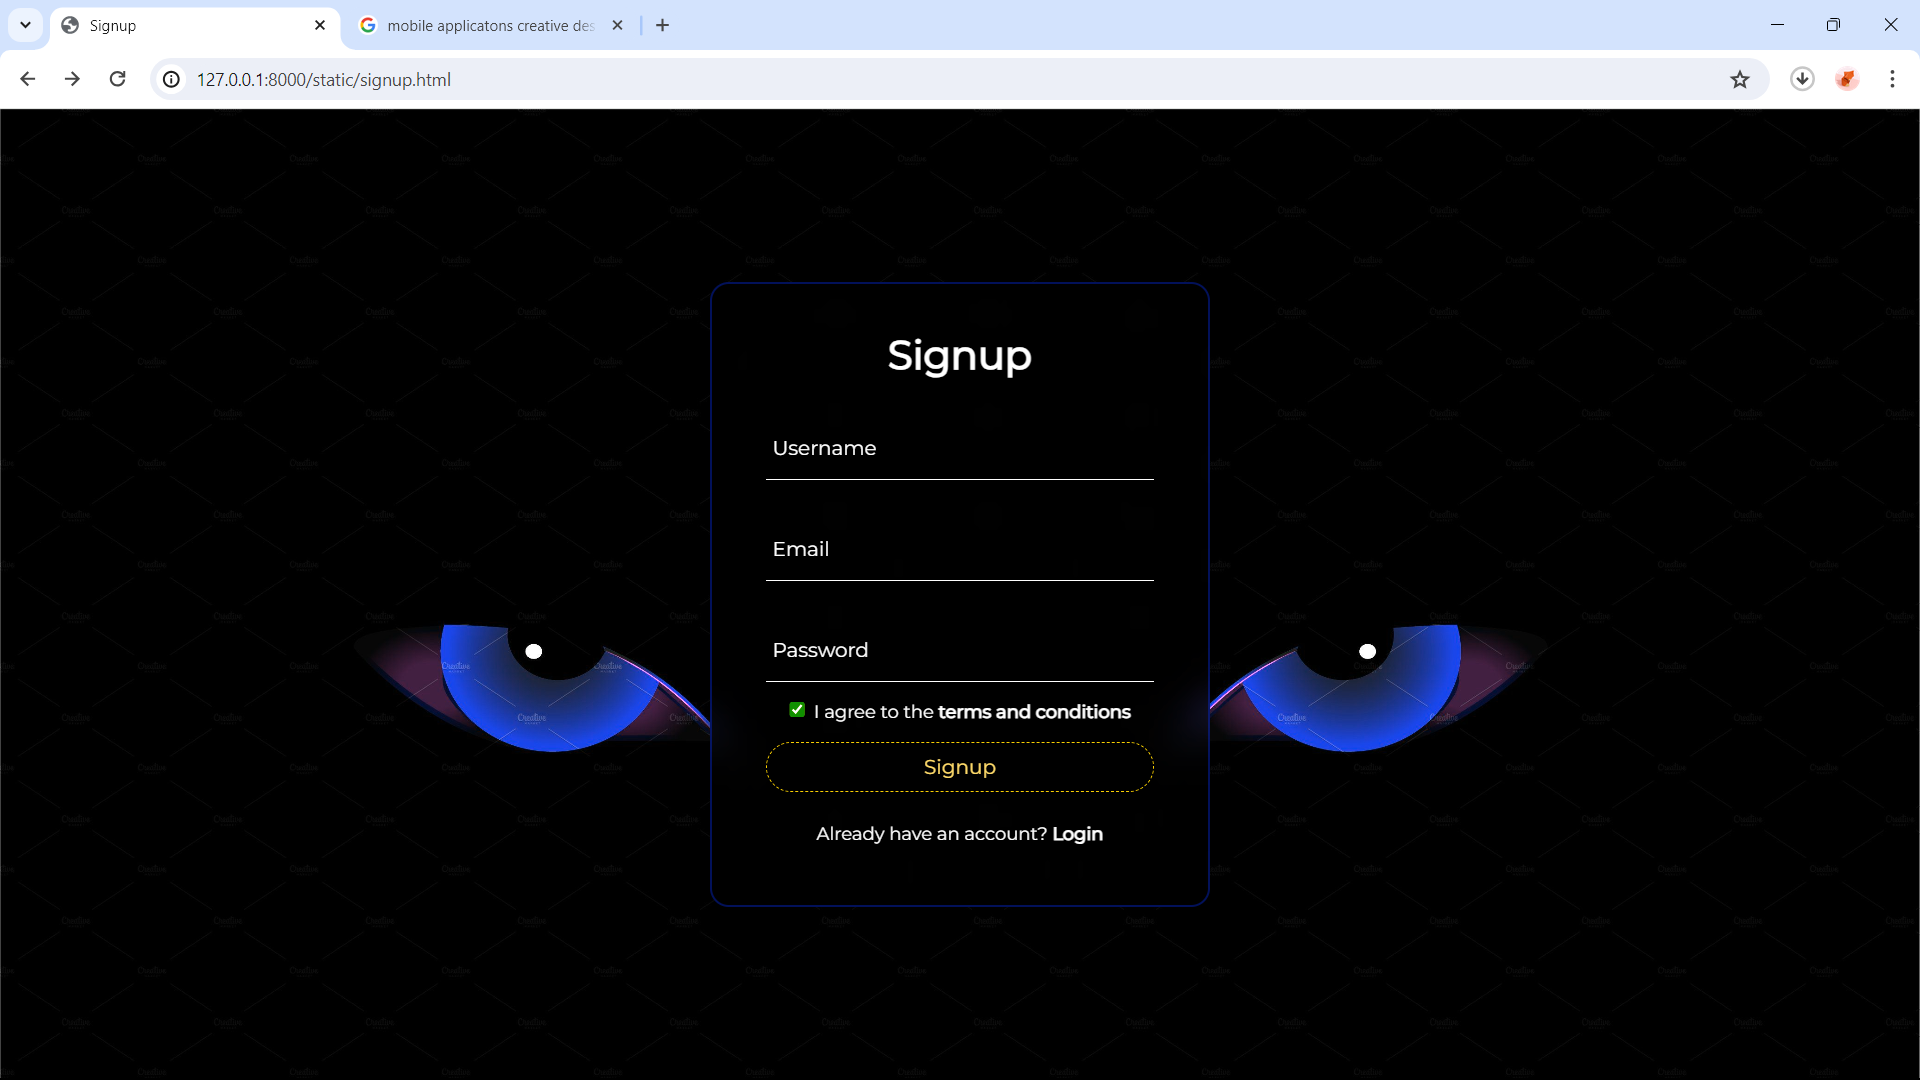 Signup
mobile applicatons creative des
127.0.0.1:8000/static/signup.html
Signup
Username
Email
Password
I agree to the terms and conditions
Signup
Already have an account? Login
Creative